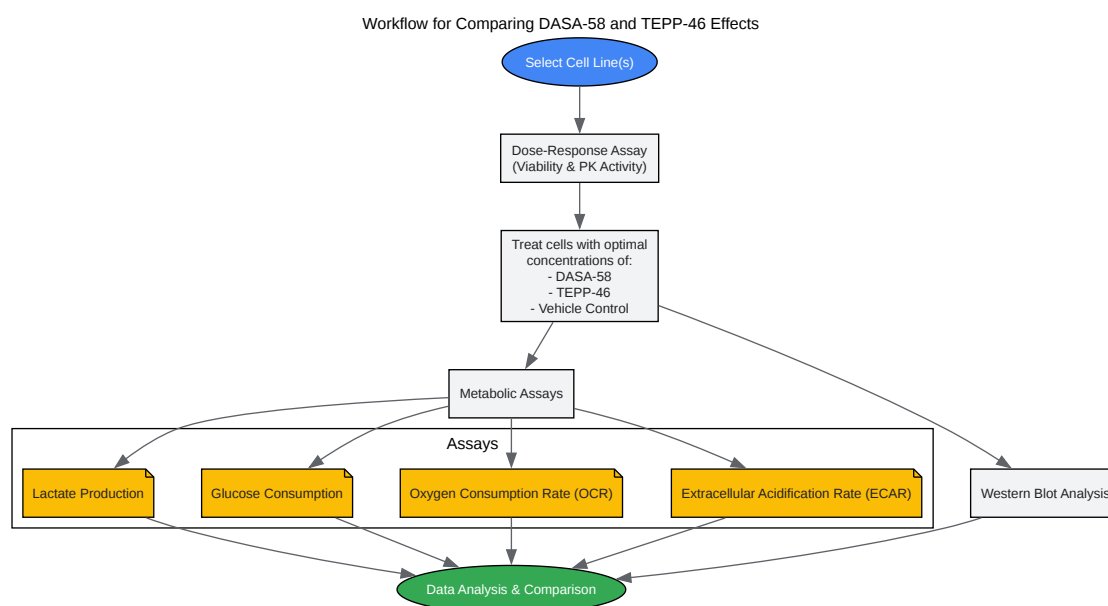 Workflow for Comparing DASA-58 and TEPP-46 Effects
Select Cell Line(s)
Dose-Response Assay
(Viability & PK Activity)
Treat cells with optimal
concentrations of:
- DASA-58
- TEPP-46
- Vehicle Control
Metabolic Assays
Assays
Lactate Production
Glucose Consumption
Oxygen Consumption Rate (OCR)
Extracellular Acidification Rate (ECAR)
Western Blot Analysis
Data Analysis & Comparison